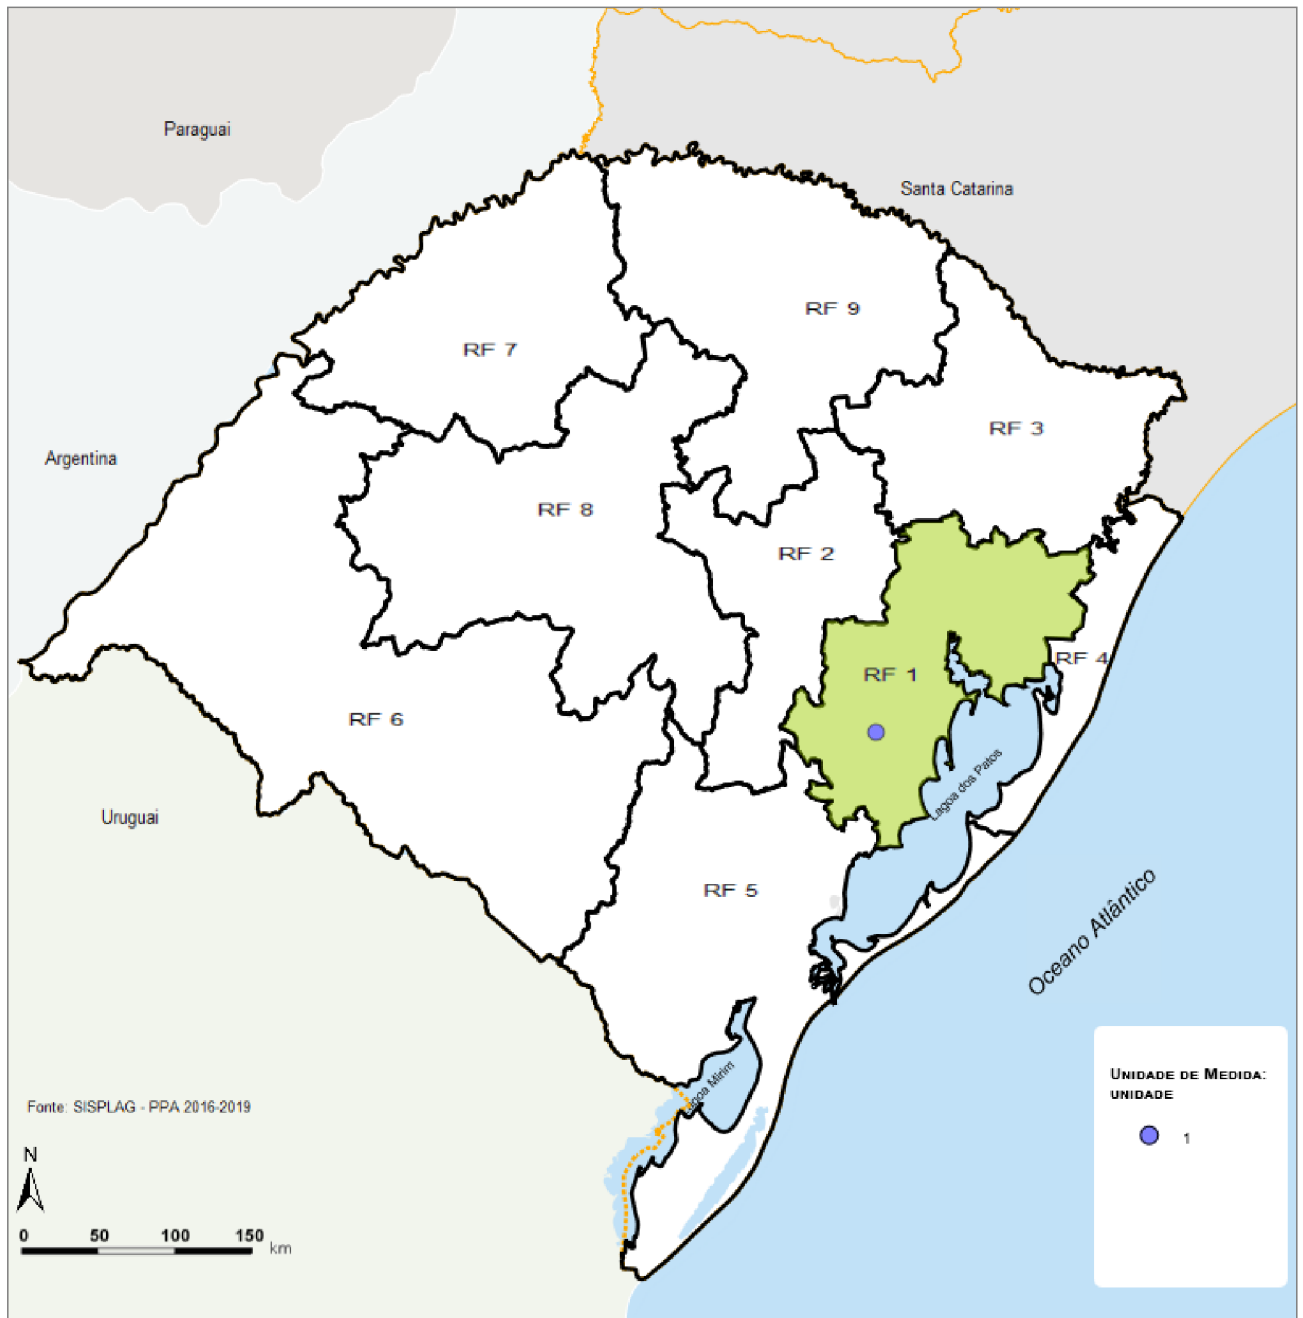 Paraguai
Santa Catarina
RF 9
RF 7
RF 3
Argentina
RF 8
RF 2
RF 4
RF 1
RF 6
Lagoa dos Patos
Uruguai
RF 5
Oceano Atlântico
UNIDADE DE MEDIDA:
UNIDADE
1
Lagoa Mirim
Fonte: SISPLAG - PPA 2016-2019
N
0 50 100 150
km